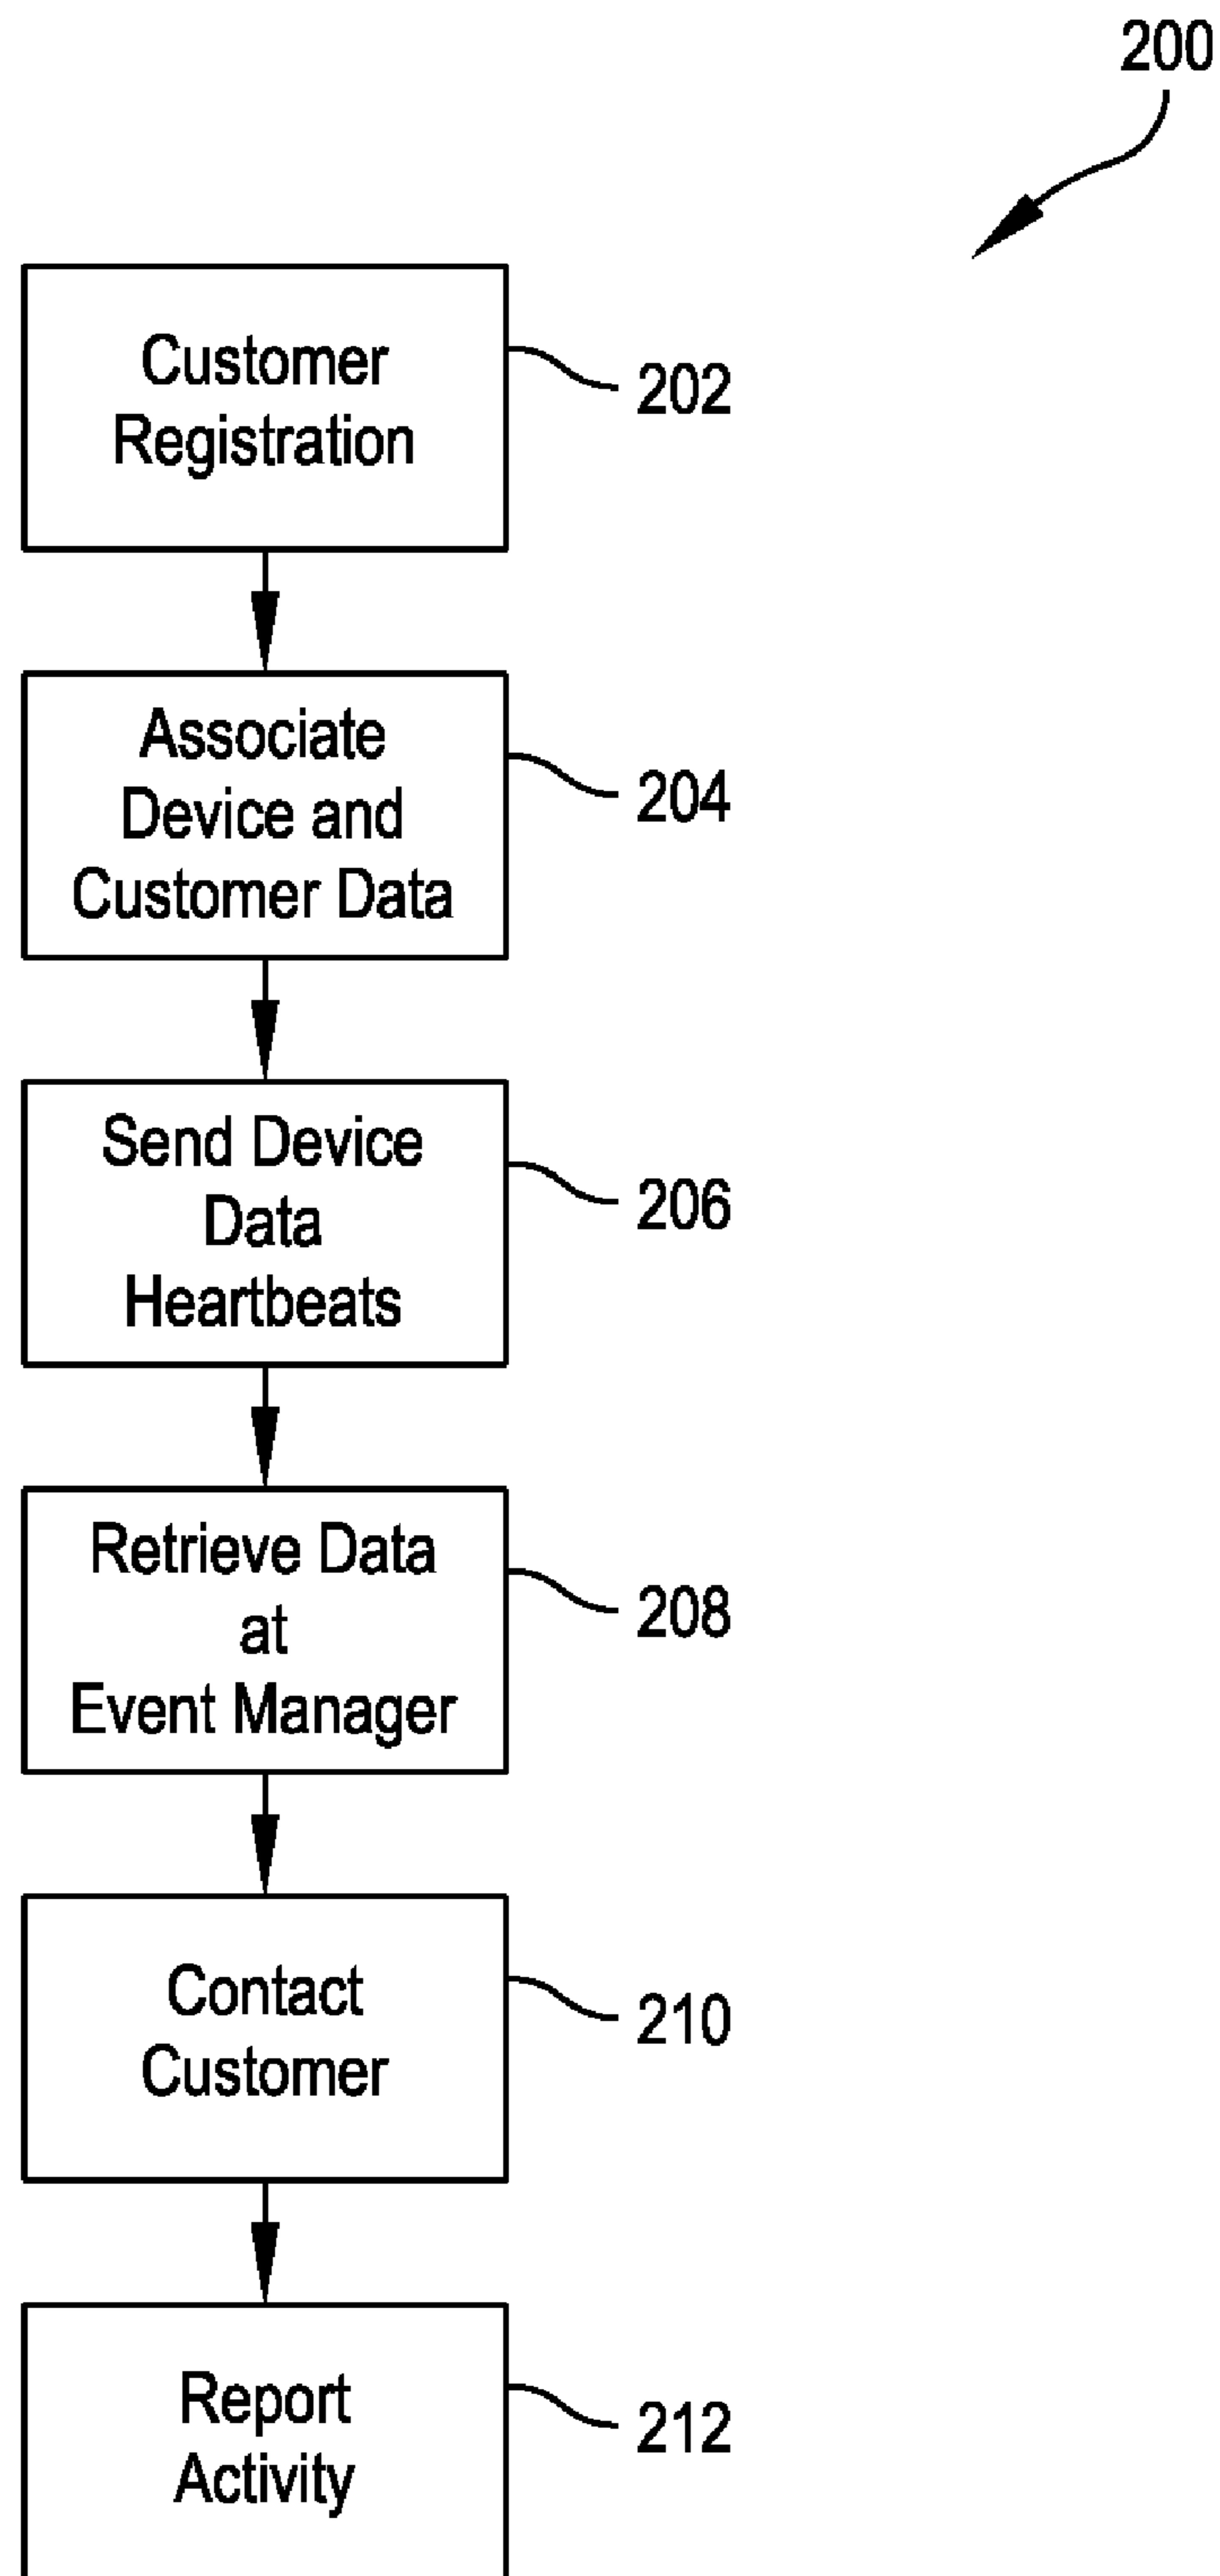 200
Customer
Registration
202
Associate
Device and
Customer Data
204
Send Device
Data
Heartbeats
206
Retrieve Data
at
Event Manager
208
Contact
Customer
210
Report
Activity
212